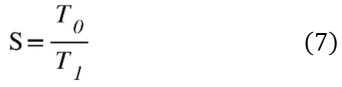 S = T₀ / T₁ (7)